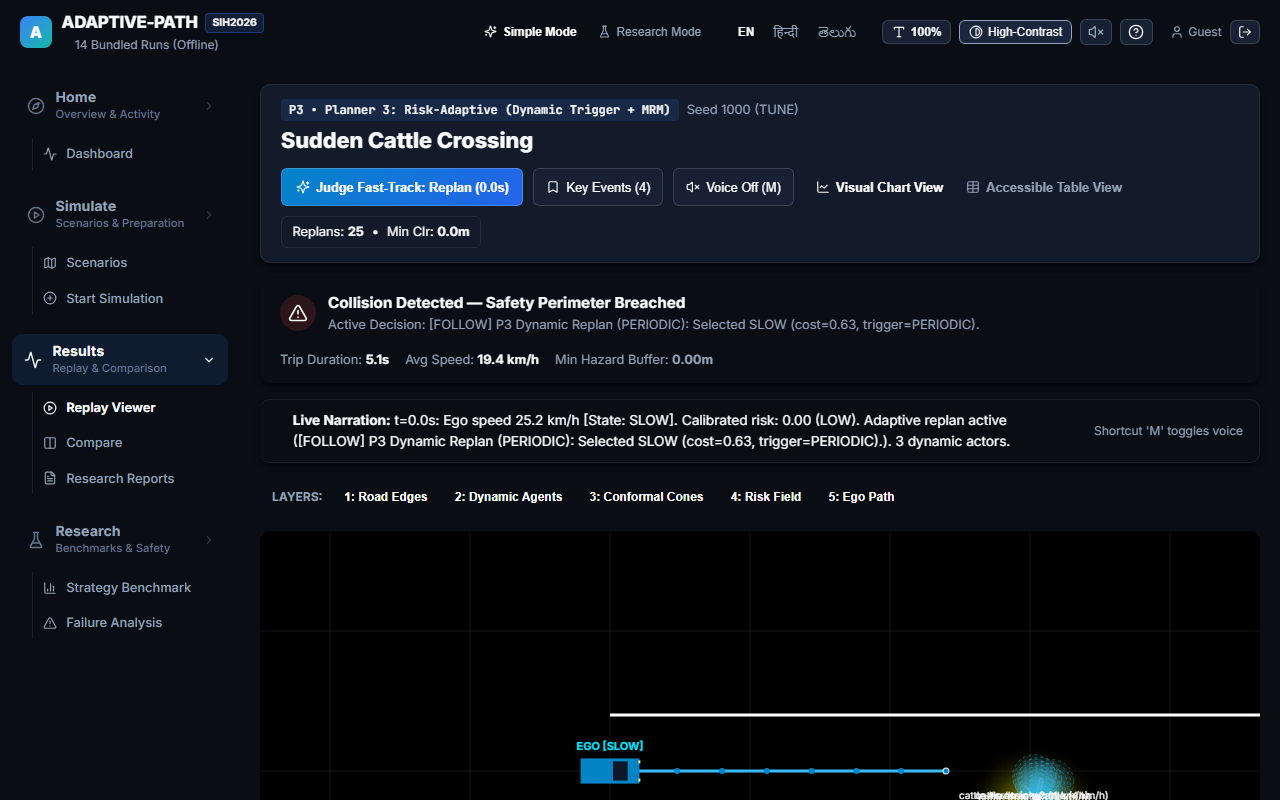 A ADAPTIVE-PATH SIH2026
14 Bundled Runs (Offline)
Simple Mode Research Mode EN हिन्दी తెలుగు 100% High-Contrast Guest
Home
Overview & Activity
Dashboard
Simulate
Scenarios & Preparation
Scenarios
Start Simulation
Results
Replay & Comparison
Replay Viewer
Compare
Research Reports
Research
Benchmarks & Safety
Strategy Benchmark
Failure Analysis
P3 • Planner 3: Risk-Adaptive (Dynamic Trigger + MRM) Seed 1000 (TUNE)
Sudden Cattle Crossing
Judge Fast-Track: Replan (0.0s) Key Events (4) Voice Off (M) Visual Chart View Accessible Table View
Replans: 25 • Min Clr: 0.0m
Collision Detected — Safety Perimeter Breached
Active Decision: [FOLLOW] P3 Dynamic Replan (PERIODIC): Selected SLOW (cost=0.63, trigger=PERIODIC).
Trip Duration: 5.1s Avg Speed: 19.4 km/h Min Hazard Buffer: 0.00m
Live Narration: t=0.0s: Ego speed 25.2 km/h [State: SLOW]. Calibrated risk: 0.00 (LOW). Adaptive replan active
([FOLLOW] P3 Dynamic Replan (PERIODIC): Selected SLOW (cost=0.63, trigger=PERIODIC).). 3 dynamic actors.
Shortcut 'M' toggles voice
LAYERS: 1: Road Edges 2: Dynamic Agents 3: Conformal Cones 4: Risk Field 5: Ego Path
EGO [SLOW]